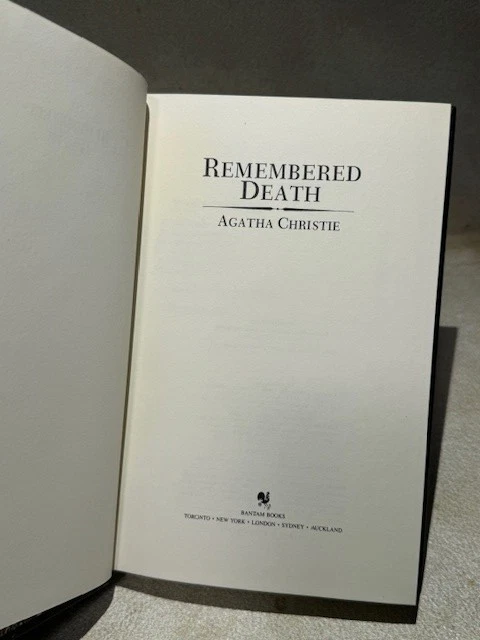 REMEMBERED
DEATH
AGATHA CHRISTIE
BANTAM BOOKS
TORONTO • NEW YORK • LONDON • SYDNEY • AUCKLAND